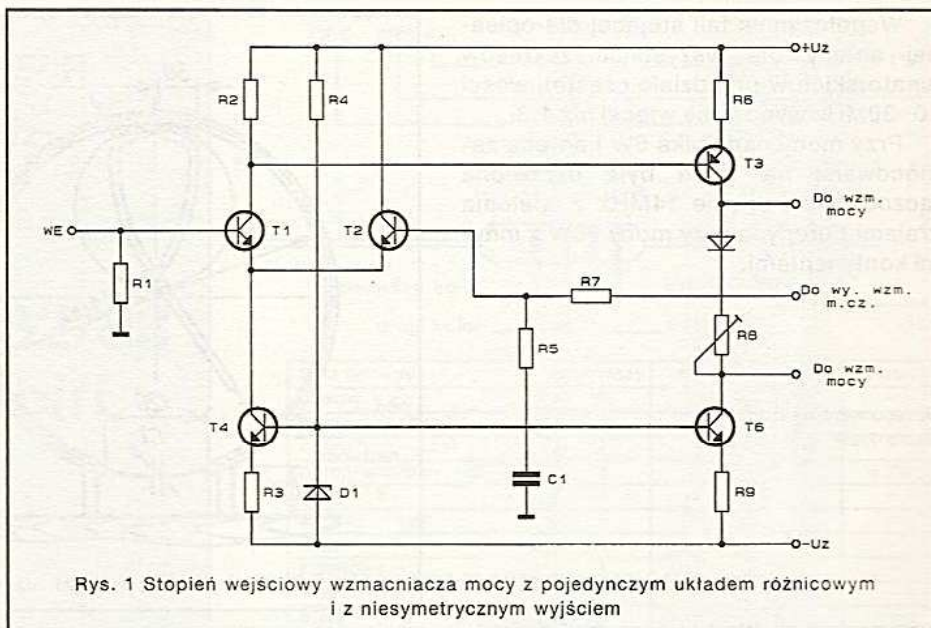 +Uz
R2
R4
R6
T3
Do wzm.
mocy
WE
T1
T2
R1
R7
Do wy. wzm.
m.cz.
R5
R8
Do wzm.
mocy
T4
T6
R3
D1
C1
R9
-Uz
Rys. 1 Stopień wejściowy wzmacniacza mocy z pojedynczym układem różnicowym
i z niesymetrycznym wyjściem